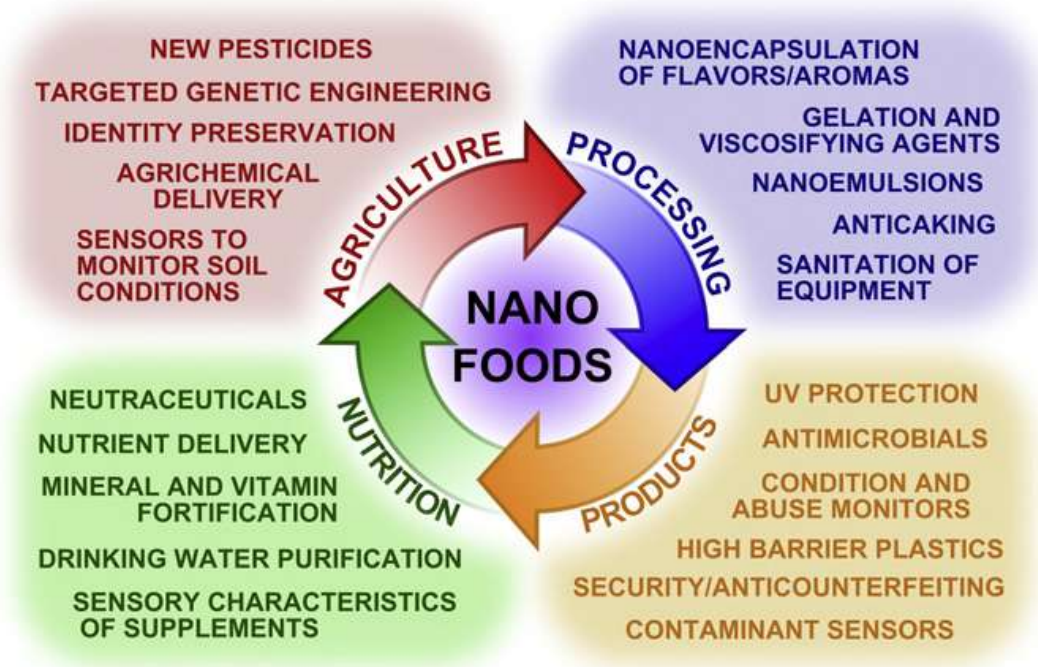 NEW PESTICIDES
TARGETED GENETIC ENGINEERING
IDENTITY PRESERVATION
AGRICHEMICAL
DELIVERY
SENSORS TO
MONITOR SOIL
CONDITIONS
AGRICULTURE
PROCESSING
NANOENCAPSULATION
OF FLAVORS/AROMAS
GELATION AND
VISCOSIFYING AGENTS
NANOEMULSIONS
ANTICAKING
SANITATION OF
EQUIPMENT
NANO
FOODS
NEUTRACEUTICALS
NUTRIENT DELIVERY
MINERAL AND VITAMIN
FORTIFICATION
DRINKING WATER PURIFICATION
SENSORY CHARACTERISTICS
OF SUPPLEMENTS
NUTRITION
PRODUCTS
UV PROTECTION
ANTIMICROBIALS
CONDITION AND
ABUSE MONITORS
HIGH BARRIER PLASTICS
SECURITY/ANTICOUNTERFEITING
CONTAMINANT SENSORS